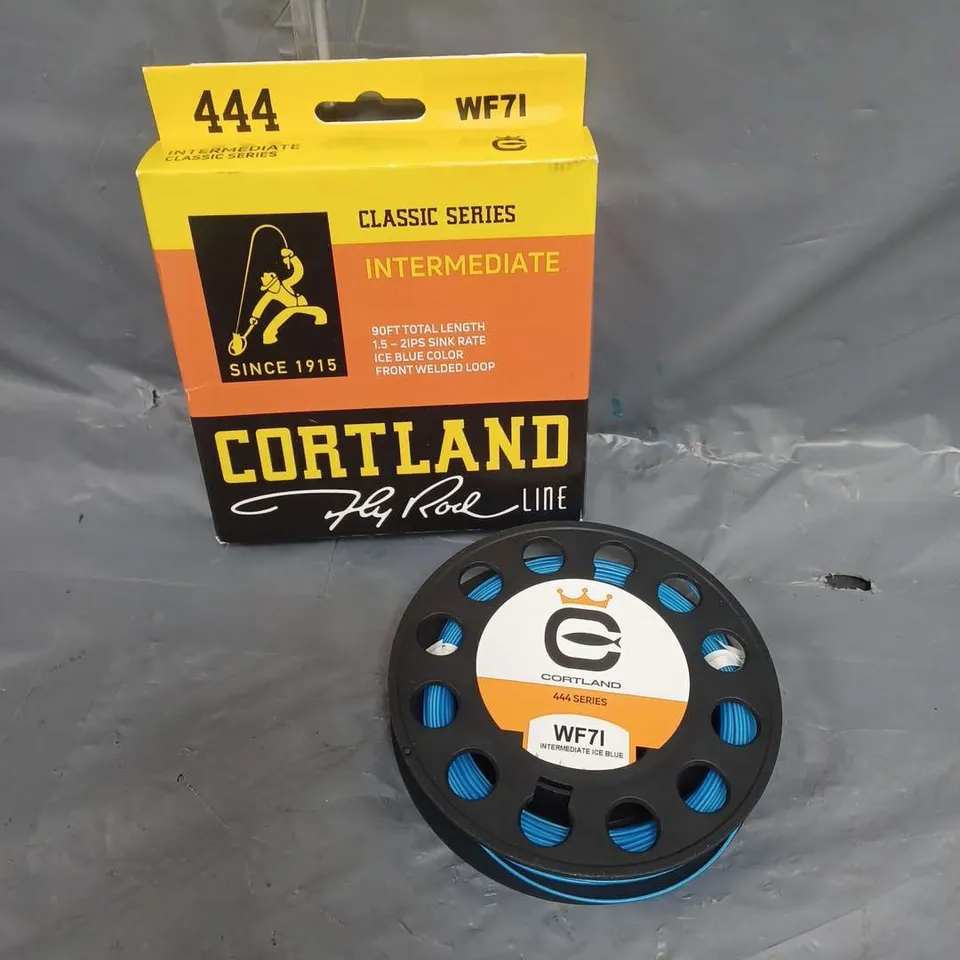 444
WF7I
INTERMEDIATE
CLASSIC SERIES
CLASSIC SERIES
INTERMEDIATE
90FT TOTAL LENGTH
1.5 – 2IPS SINK RATE
ICE BLUE COLOR
FRONT WELDED LOOP
SINCE 1915
CORTLAND
Fly Rod LINE
CORTLAND
444 SERIES
WF7I
INTERMEDIATE ICE BLUE